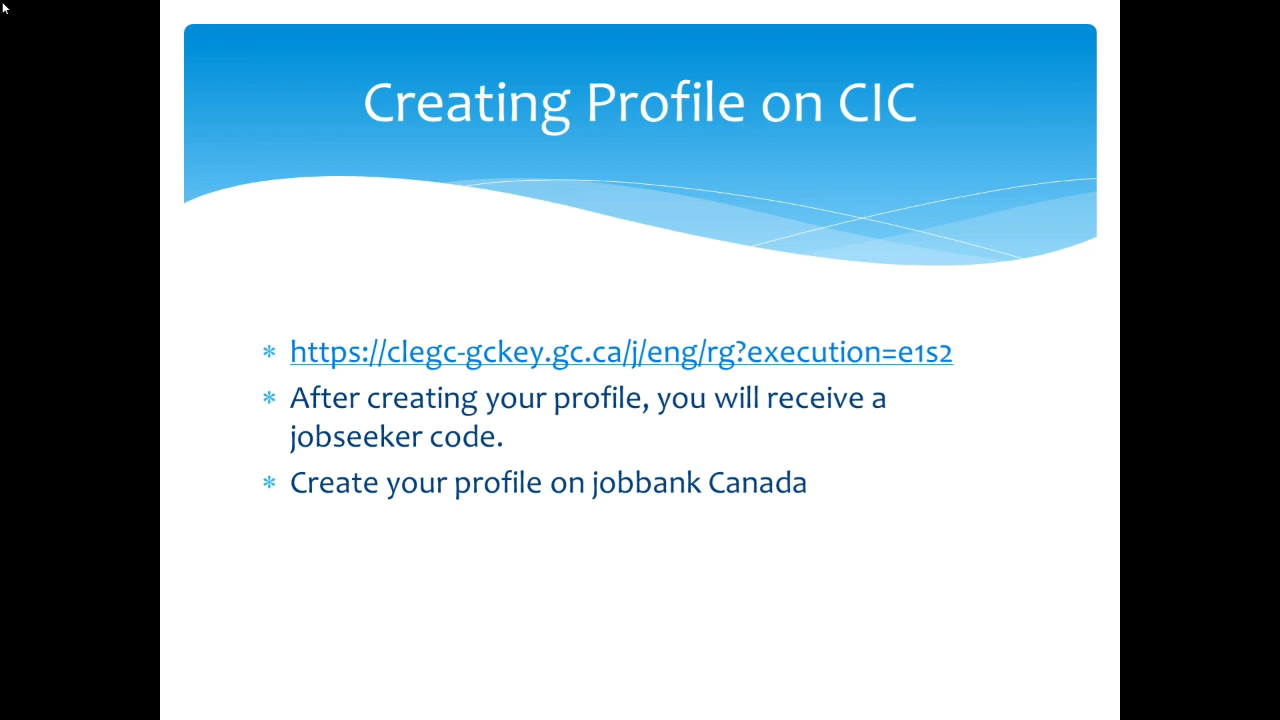 Creating Profile on CIC
* https://clegc-gckey.gc.ca/j/eng/rg?execution=e1s2
* After creating your profile, you will receive a
jobseeker code.
* Create your profile on jobbank Canada